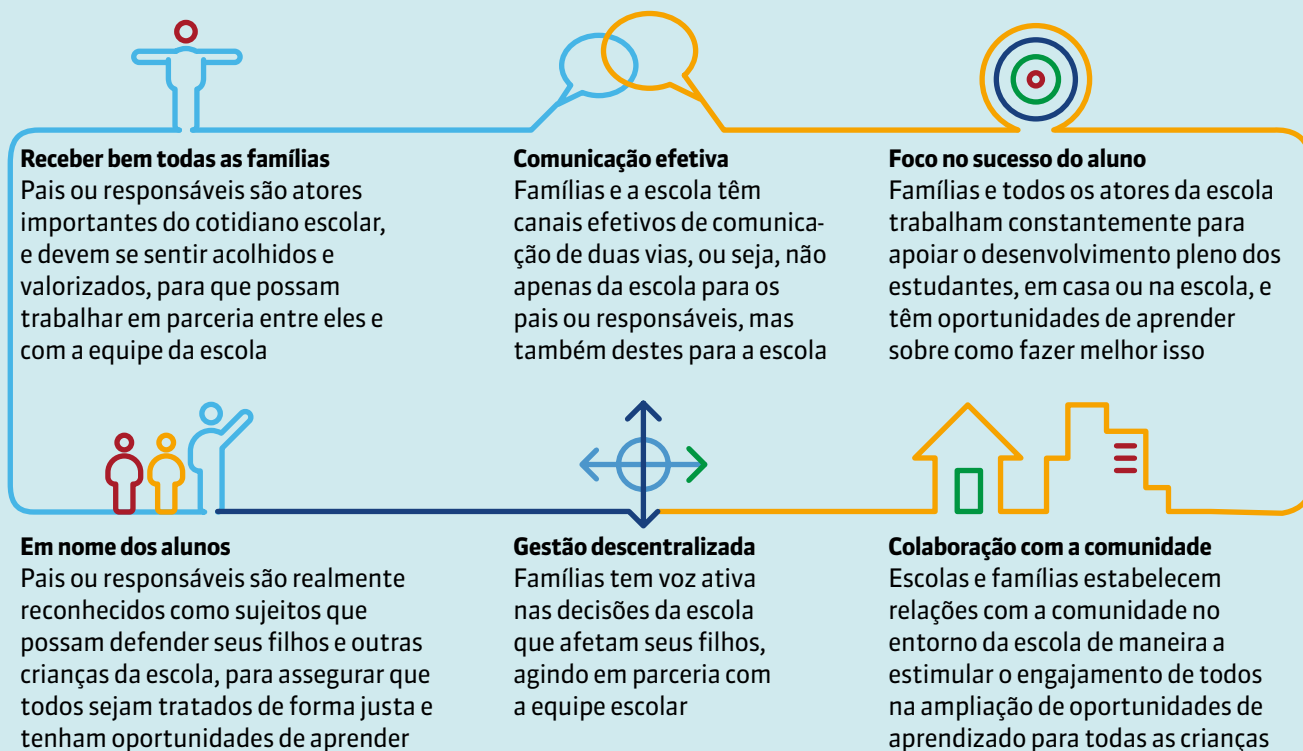 Receber bem todas as famílias
Pais ou responsáveis são atores
importantes do cotidiano escolar,
e devem se sentir acolhidos e
valorizados, para que possam
trabalhar em parceria entre eles e
com a equipe da escola
Comunicação efetiva
Famílias e a escola têm
canais efetivos de comunica-
ção de duas vias, ou seja, não
apenas da escola para os
pais ou responsáveis, mas
também destes para a escola
Foco no sucesso do aluno
Famílias e todos os atores da escola
trabalham constantemente para
apoiar o desenvolvimento pleno dos
estudantes, em casa ou na escola, e
têm oportunidades de aprender
sobre como fazer melhor isso
Em nome dos alunos
Pais ou responsáveis são realmente
reconhecidos como sujeitos que
possam defender seus filhos e outras
crianças da escola, para assegurar que
todos sejam tratados de forma justa e
tenham oportunidades de aprender
Gestão descentralizada
Famílias tem voz ativa
nas decisões da escola
que afetam seus filhos,
agindo em parceria com
a equipe escolar
Colaboração com a comunidade
Escolas e famílias estabelecem
relações com a comunidade no
entorno da escola de maneira a
estimular o engajamento de todos
na ampliação de oportunidades de
aprendizado para todas as crianças